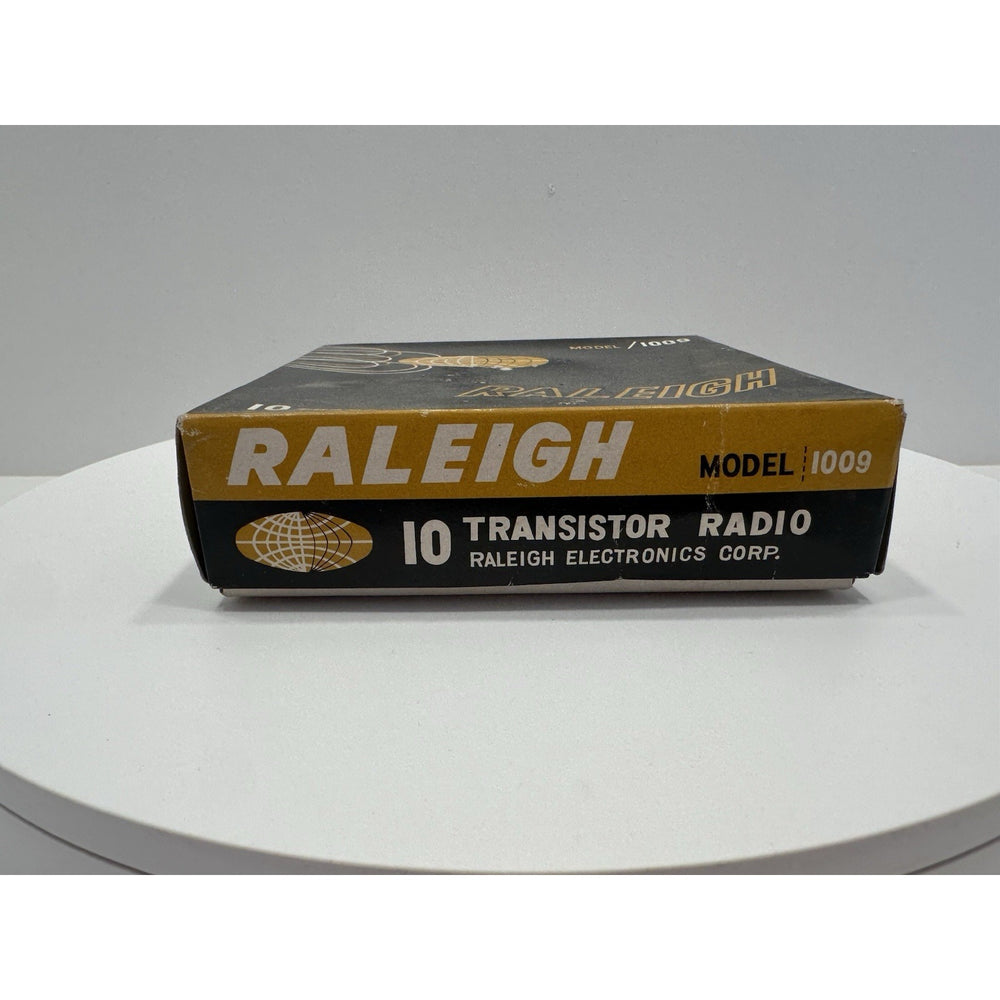 MODEL /1009
RALEIGH
10
RALEIGH
MODEL 1009
10 TRANSISTOR RADIO
RALEIGH ELECTRONICS CORP.